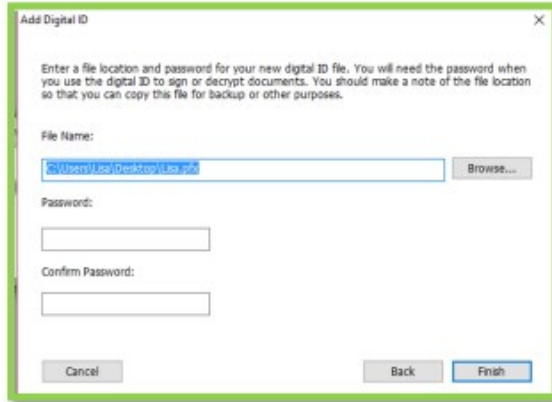 Add Digital ID
Enter a file location and password for your new digital ID file. You will need the password when
you use the digital ID to sign or decrypt documents. You should make a note of the file location
so that you can copy this file for backup or other purposes.
File Name:
C:\Users\Lisa\Desktop\Lisa.pfx
Browse...
Password:
Confirm Password:
Cancel
Back
Finish